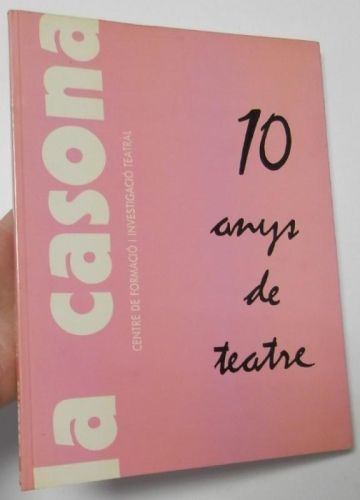 la casona
CENTRE DE FORMACIÓ I INVESTIGACIÓ TEATRAL
10
anys
de
teatre